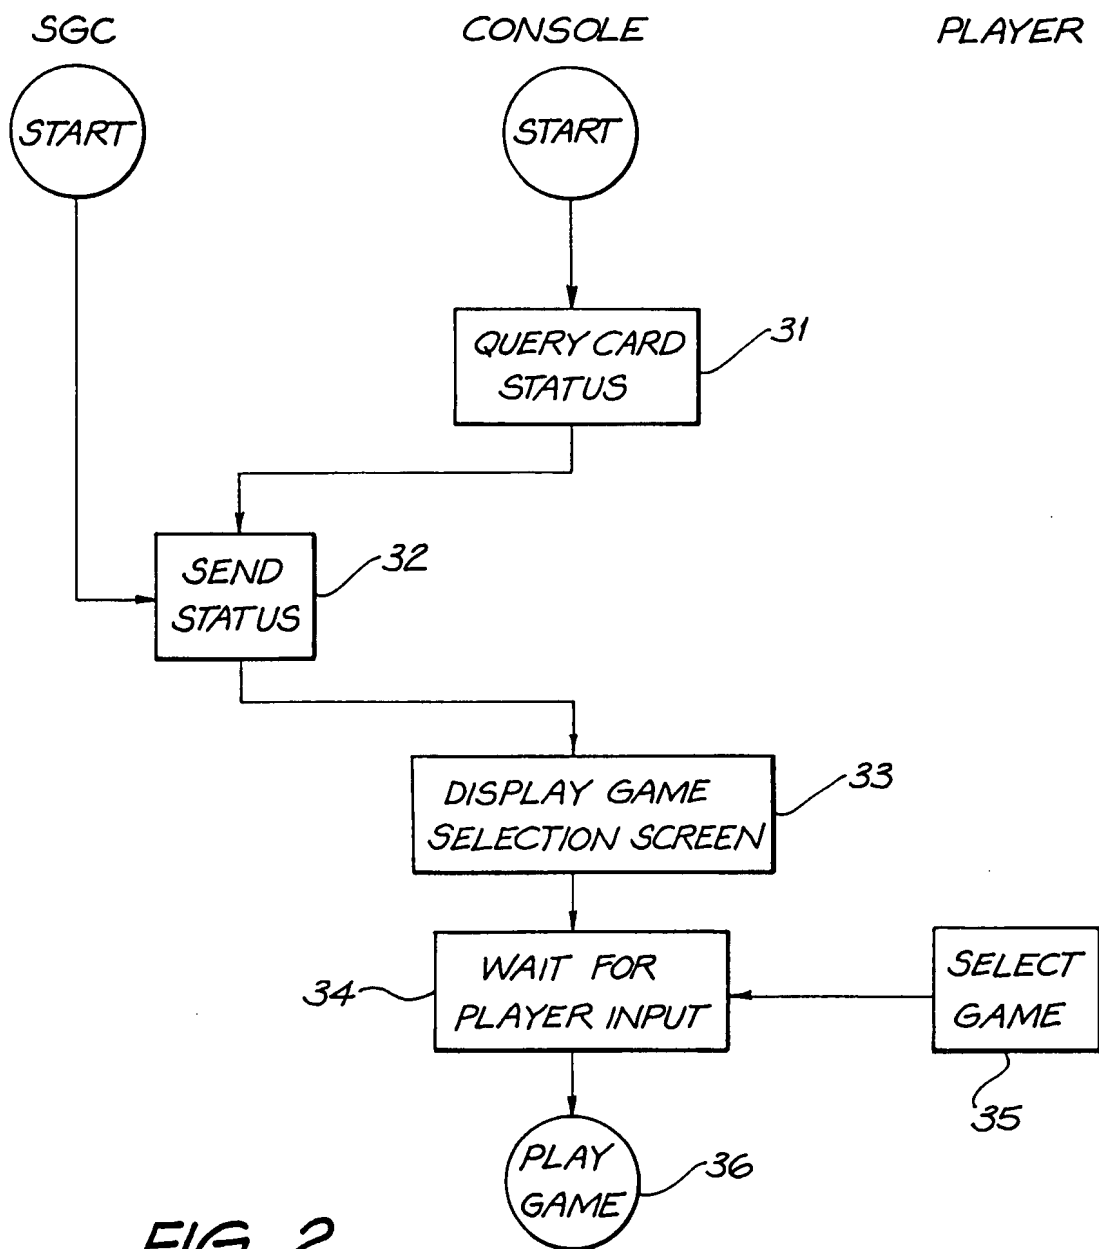 SGC
CONSOLE
PLAYER
START
START
QUERY CARD
STATUS
31
SEND
STATUS
32
DISPLAY GAME
SELECTION SCREEN
33
WAIT FOR
PLAYER INPUT
34
SELECT
GAME
35
PLAY
GAME
36
FIG. 2